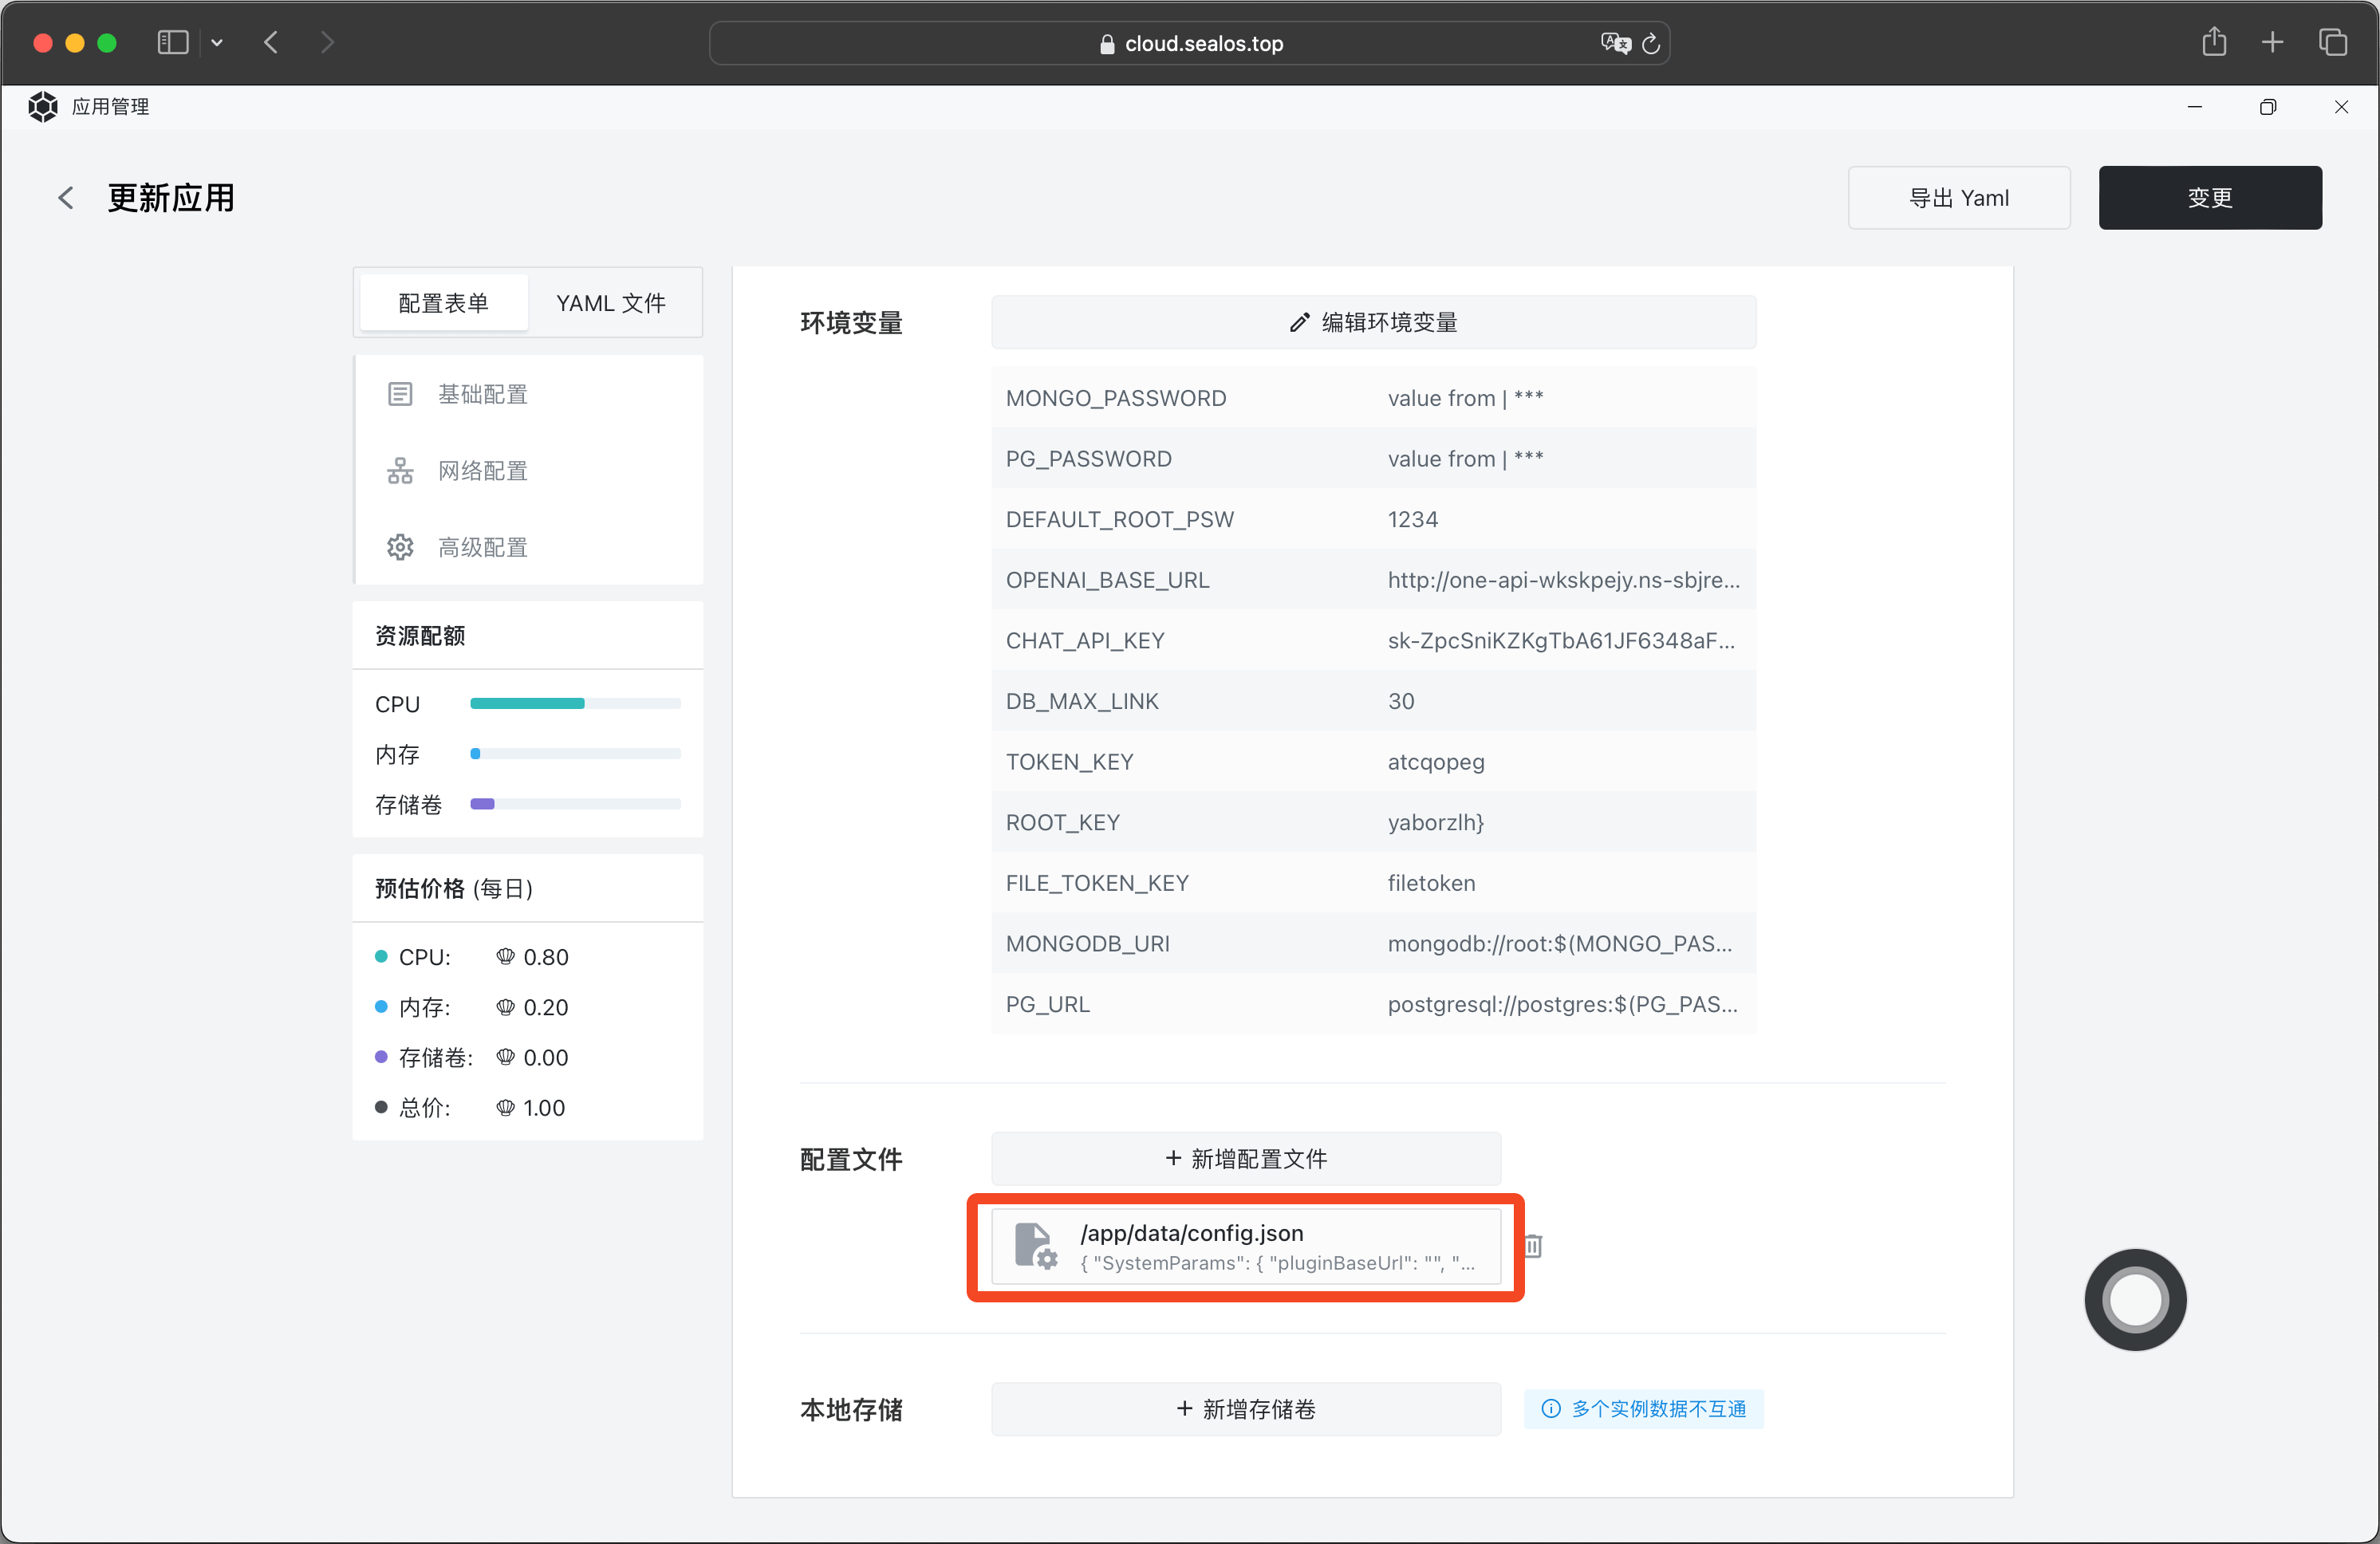 cloud.sealos.top
应用管理
更新应用
导出 Yaml
变更
配置表单
YAML 文件
基础配置
网络配置
高级配置
资源配额
CPU
内存
存储卷
预估价格 (每日)
CPU: 0.80
内存: 0.20
存储卷: 0.00
总价: 1.00
环境变量
编辑环境变量
MONGO_PASSWORD value from | ***
PG_PASSWORD value from | ***
DEFAULT_ROOT_PSW 1234
OPENAI_BASE_URL http://one-api-wkskpejy.ns-sbjre...
CHAT_API_KEY sk-ZpcSniKZKgTbA61JF6348aF...
DB_MAX_LINK 30
TOKEN_KEY atcqopeg
ROOT_KEY yaborzlh}
FILE_TOKEN_KEY filetoken
MONGODB_URI mongodb://root:$(MONGO_PAS...
PG_URL postgresql://postgres:$(PG_PAS...
配置文件
+ 新增配置文件
/app/data/config.json
{ "SystemParams": { "pluginBaseUrl": "", "...
本地存储
+ 新增存储卷
多个实例数据不互通